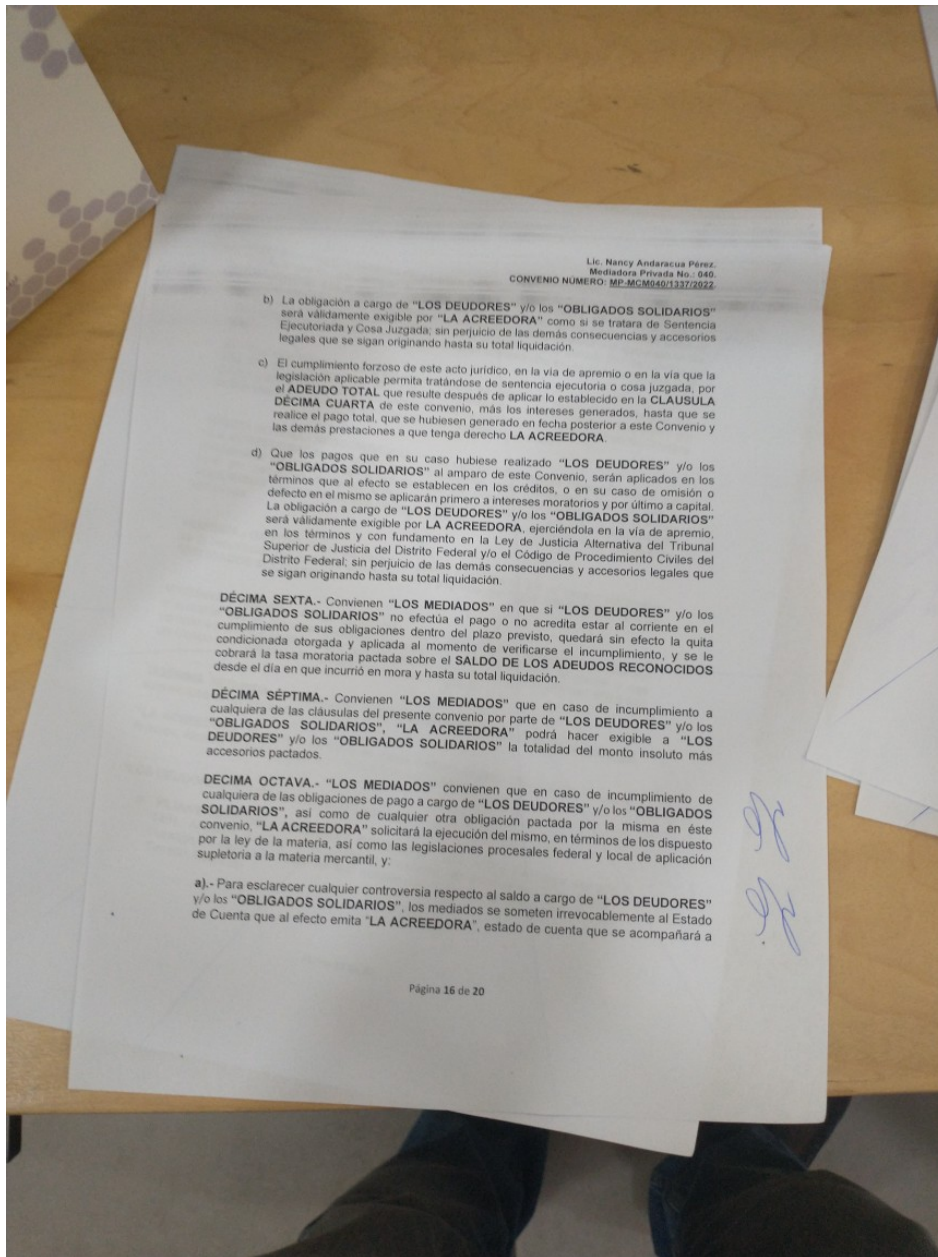 Lic. Nancy Andaracua Pérez.
Mediadora Privada No.: 040.
CONVENIO NÚMERO: MP-MCM040/1337/2022.
b) La obligación a cargo de “LOS DEUDORES” y/o los “OBLIGADOS SOLIDARIOS”
será válidamente exigible por “LA ACREEDORA” como si se tratara de Sentencia
Ejecutoriada y Cosa Juzgada; sin perjuicio de las demás consecuencias y accesorios
legales que se sigan originando hasta su total liquidación.
c) El cumplimiento forzoso de este acto jurídico, en la vía de apremio o en la vía que la
legislación aplicable permita tratándose de sentencia ejecutoria o cosa juzgada, por
el ADEUDO TOTAL que resulte después de aplicar lo establecido en la CLAUSULA
DÉCIMA CUARTA de este convenio, más los intereses generados, hasta que se
realice el pago total, que se hubiesen generado en fecha posterior a este Convenio y
las demás prestaciones a que tenga derecho LA ACREEDORA.
d) Que los pagos que en su caso hubiese realizado “LOS DEUDORES” y/o los
“OBLIGADOS SOLIDARIOS” al amparo de este Convenio, serán aplicados en los
términos que al efecto se establecen en los créditos, o en su caso de omisión o
defecto en el mismo se aplicarán primero a intereses moratorios y por último a capital.
La obligación a cargo de “LOS DEUDORES” y/o los “OBLIGADOS SOLIDARIOS”
será válidamente exigible por LA ACREEDORA, ejerciéndola en la vía de apremio,
en los términos y con fundamento en la Ley de Justicia Alternativa del Tribunal
Superior de Justicia del Distrito Federal y/o el Código de Procedimiento Civiles del
Distrito Federal; sin perjuicio de las demás consecuencias y accesorios legales que
se sigan originando hasta su total liquidación.
DÉCIMA SEXTA.- Convienen “LOS MEDIADOS” en que si “LOS DEUDORES” y/o los
“OBLIGADOS SOLIDARIOS” no efectúa el pago o no acredita estar al corriente en el
cumplimiento de sus obligaciones dentro del plazo previsto, quedará sin efecto la quita
condicionada otorgada y aplicada al momento de verificarse el incumplimiento, y se le
cobrará la tasa moratoria pactada sobre el SALDO DE LOS ADEUDOS RECONOCIDOS
desde el día en que incurrió en mora y hasta su total liquidación.
DÉCIMA SÉPTIMA.- Convienen “LOS MEDIADOS” que en caso de incumplimiento a
cualquiera de las cláusulas del presente convenio por parte de “LOS DEUDORES” y/o los
“OBLIGADOS SOLIDARIOS”, “LA ACREEDORA” podrá hacer exigible a “LOS
DEUDORES” y/o los “OBLIGADOS SOLIDARIOS” la totalidad del monto insoluto más
accesorios pactados.
DECIMA OCTAVA.- “LOS MEDIADOS” convienen que en caso de incumplimiento de
cualquiera de las obligaciones de pago a cargo de “LOS DEUDORES” y/o los “OBLIGADOS
SOLIDARIOS”, así como de cualquier otra obligación pactada por la misma en éste
convenio, “LA ACREEDORA” solicitará la ejecución del mismo, en términos de los dispuesto
por la ley de la materia, así como las legislaciones procesales federal y local de aplicación
supletoria a la materia mercantil, y:
a).- Para esclarecer cualquier controversia respecto al saldo a cargo de “LOS DEUDORES”
y/o los “OBLIGADOS SOLIDARIOS”, los mediados se someten irrevocablemente al Estado
de Cuenta que al efecto emita “LA ACREEDORA”, estado de cuenta que se acompañará a
Página 16 de 20